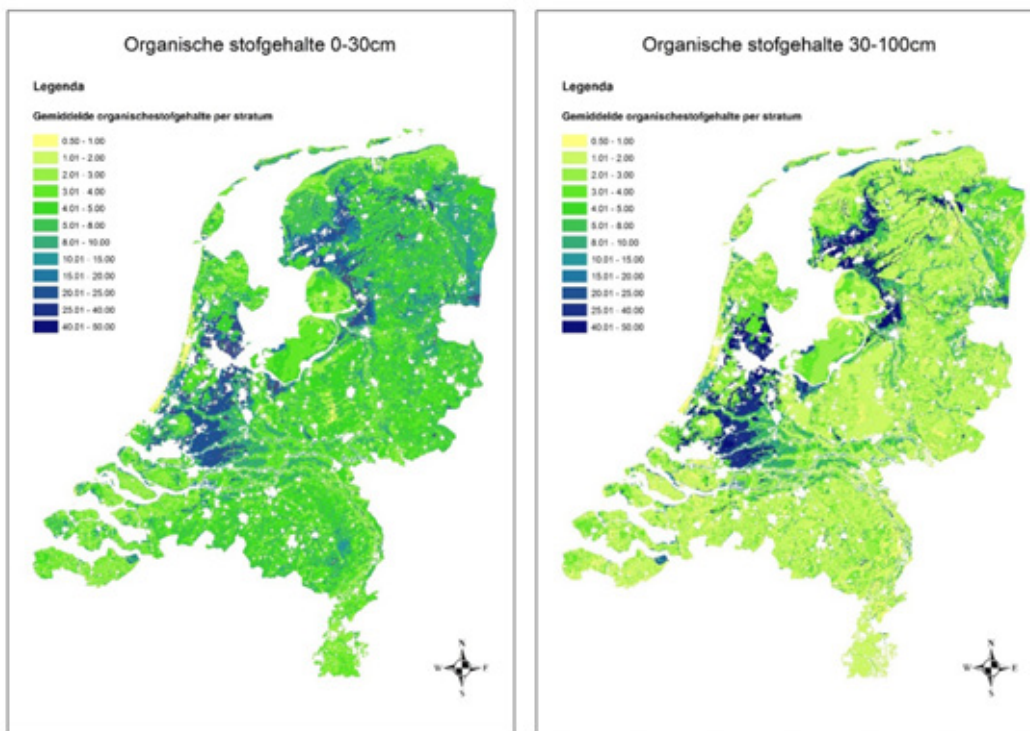 Organische stofgehalte 0-30cm
Legenda
Gemiddelde organischestofgehalte per stratum
0.50 - 1.00
1.01 - 2.00
2.01 - 3.00
3.01 - 4.00
4.01 - 5.00
5.01 - 8.00
8.01 - 10.00
10.01 - 15.00
15.01 - 20.00
20.01 - 25.00
25.01 - 40.00
40.01 - 50.00
N
W E
S
Organische stofgehalte 30-100cm
Legenda
Gemiddelde organischestofgehalte per stratum
0.50 - 1.00
1.01 - 2.00
2.01 - 3.00
3.01 - 4.00
4.01 - 5.00
5.01 - 8.00
8.01 - 10.00
10.01 - 15.00
15.01 - 20.00
20.01 - 25.00
25.01 - 40.00
40.01 - 50.00
N
W E
S